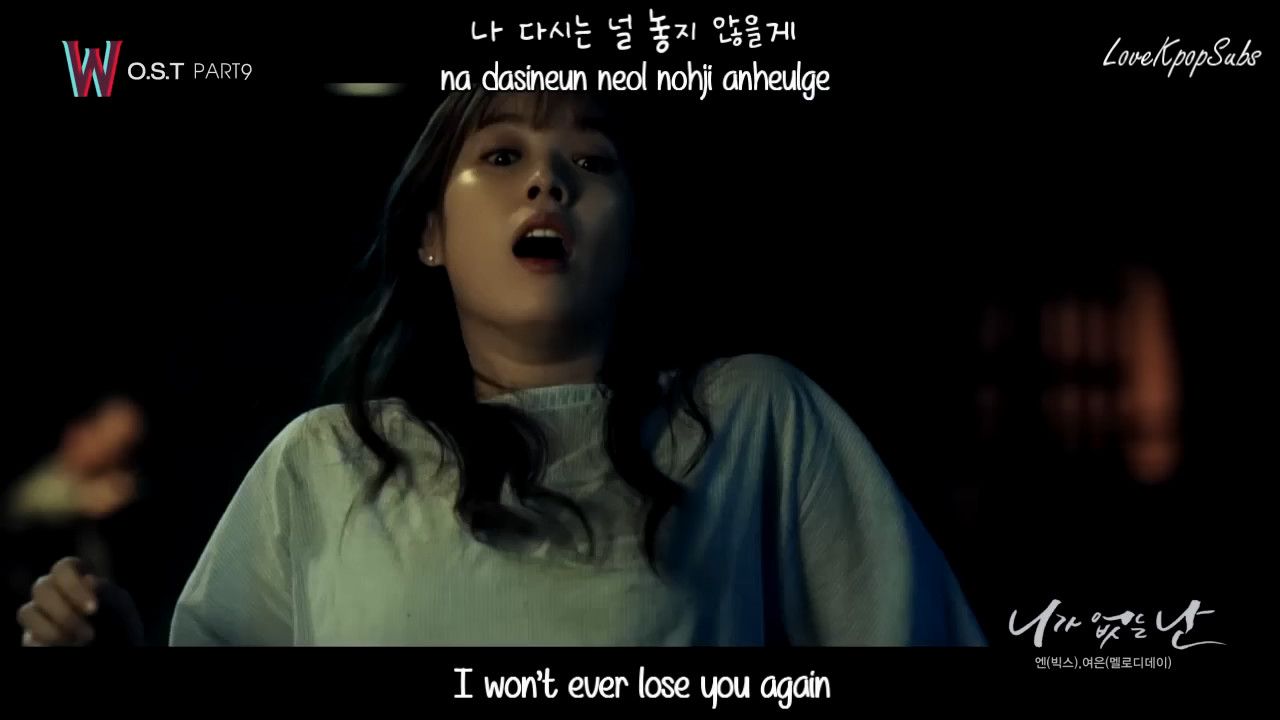 나 다시는 널 놓지 않을게
na dasineun neol nohji anheulge
W O.S.T PART9
LoveKpopSubs
니가 없는 난
엔(빅스),여은(멜로디데이)
I won't ever lose you again